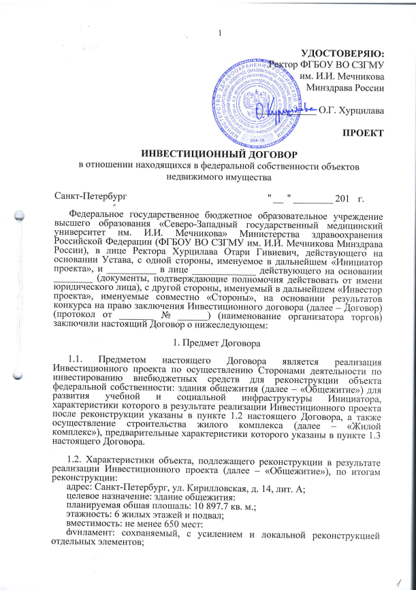 1
УДОСТОВЕРЯЮ:
Ректор ФГБОУ ВО СЗГМУ
им. И.И. Мечникова
Минздрава России
О.Г. Хурцилава
ПРОЕКТ
ИНВЕСТИЦИОННЫЙ ДОГОВОР
в отношении находящихся в федеральной собственности объектов
недвижимого имущества
Санкт-Петербург "__" ________ 201 г.
Федеральное государственное бюджетное образовательное учреждение
высшего образования «Северо-Западный государственный медицинский
университет им. И.И. Мечникова» Министерства здравоохранения
Российской Федерации (ФГБОУ ВО СЗГМУ им. И.И. Мечникова Минздрава
России), в лице Ректора Хурцилава Отари Гивиевич, действующего на
основании Устава, с одной стороны, именуемое в дальнейшем «Инициатор
проекта», и __________ в лице ______________ действующего на основании
________ (документы, подтверждающие полномочия действовать от имени
юридического лица), с другой стороны, именуемый в дальнейшем «Инвестор
проекта», именуемые совместно «Стороны», на основании результатов
конкурса на право заключения Инвестиционного договора (далее – Договор)
(протокол от ________ № ______) (наименование организатора торгов)
заключили настоящий Договор о нижеследующем:
1. Предмет Договора
1.1. Предметом настоящего Договора является реализация
Инвестиционного проекта по осуществлению Сторонами деятельности по
инвестированию внебюджетных средств для реконструкции объекта
федеральной собственности: здания общежития (далее – «Общежитие») для
развития учебной и социальной инфраструктуры Инициатора,
характеристики которого в результате реализации Инвестиционного проекта
после реконструкции указаны в пункте 1.2 настоящего Договора, а также
осуществление строительства жилого комплекса (далее – «Жилой
комплекс»), предварительные характеристики которого указаны в пункте 1.3
настоящего Договора.
1.2. Характеристики объекта, подлежащего реконструкции в результате
реализации Инвестиционного проекта (далее – «Общежитие»), по итогам
реконструкции:
адрес: Санкт-Петербург, ул. Кирилловская, д. 14, лит. А;
целевое назначение: здание общежития:
планируемая общая площадь: 10 897.7 кв. м.;
этажность: 6 жилых этажей и подвал;
вместимость: не менее 650 мест:
фундамент: сохраняемый, с усилением и локальной реконструкцией
отдельных элементов;
1